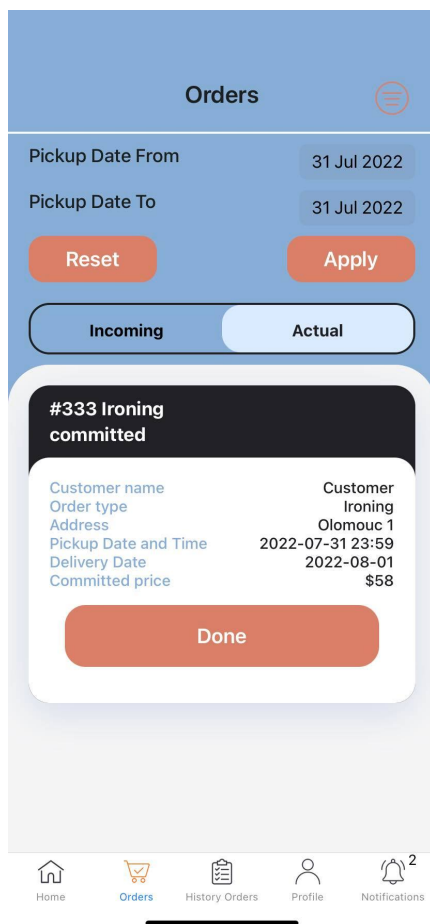 Orders
Pickup Date From 31 Jul 2022
Pickup Date To 31 Jul 2022
Reset Apply
Incoming Actual
#333 Ironing
committed
Customer name Customer
Order type Ironing
Address Olomouc 1
Pickup Date and Time 2022-07-31 23:59
Delivery Date 2022-08-01
Committed price $58
Done
2
Home Orders History Orders Profile Notifications